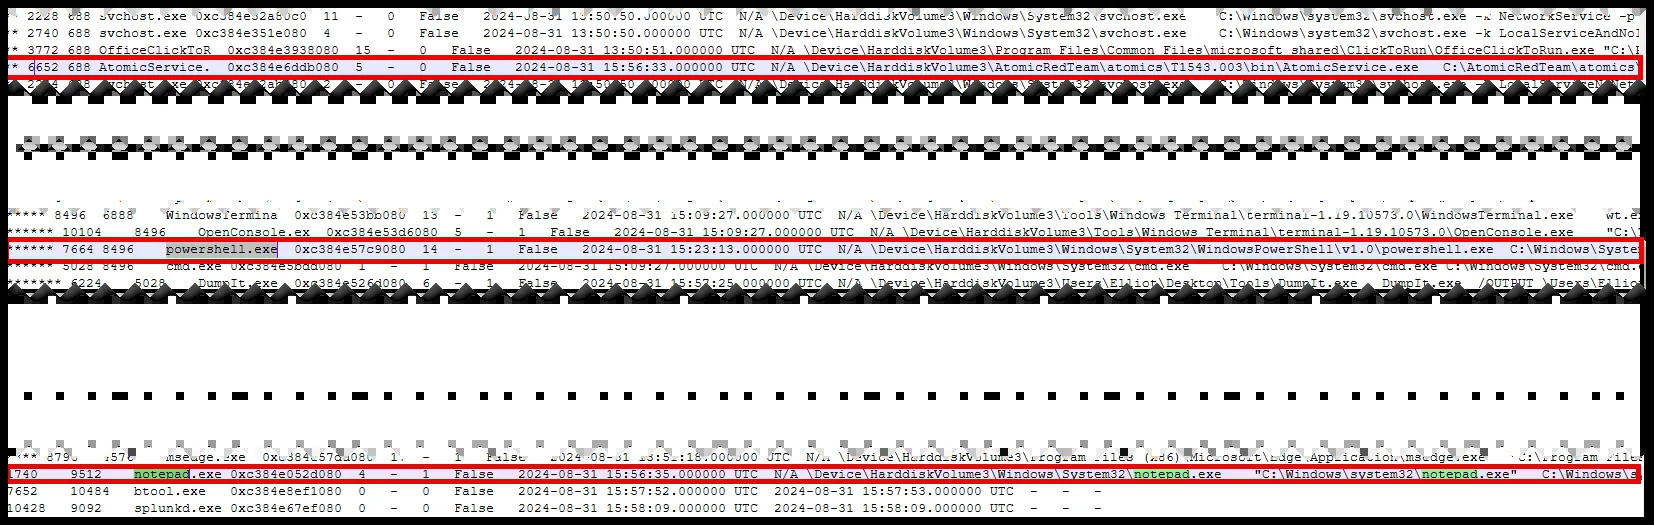 ** 2228 688 svchost.exe 0xc384e32a80c0 11 - 0 False 2024-08-31 13:50:50.000000 UTC N/A \Device\HarddiskVolume3\Windows\System32\svchost.exe C:\Windows\system32\svchost.exe -k NetworkService -p
** 2740 688 svchost.exe 0xc384e351e080 4 - 0 False 2024-08-31 13:50:50.000000 UTC N/A \Device\HarddiskVolume3\Windows\System32\svchost.exe C:\Windows\system32\svchost.exe -k LocalServiceAndNo
** 3772 688 OfficeClickToR 0xc384e3938080 15 - 0 False 2024-08-31 13:50:51.000000 UTC N/A \Device\HarddiskVolume3\Program Files\Common Files\microsoft shared\ClickToRun\OfficeClickToRun.exe "C:\
** 6652 688 AtomicService. 0xc384e6ddb080 5 - 0 False 2024-08-31 15:56:33.000000 UTC N/A \Device\HarddiskVolume3\AtomicRedTeam\atomics\T1543.003\bin\AtomicService.exe C:\AtomicRedTeam\atomics\
***** 8496 6888 WindowsTermina 0xc384e53bb080 13 - 1 False 2024-08-31 15:09:27.000000 UTC N/A \Device\HarddiskVolume3\Tools\Windows Terminal\terminal-1.19.10573.0\WindowsTerminal.exe wt.e
****** 10104 8496 OpenConsole.ex 0xc384e53d6080 5 - 1 False 2024-08-31 15:09:27.000000 UTC N/A \Device\HarddiskVolume3\Tools\Windows Terminal\terminal-1.19.10573.0\OpenConsole.exe "C:\
****** 7664 8496 powershell.exe 0xc384e57c9080 14 - 1 False 2024-08-31 15:23:13.000000 UTC N/A \Device\HarddiskVolume3\Windows\System32\WindowsPowerShell\v1.0\powershell.exe C:\Windows\Syste
****** 5028 8496 cmd.exe 0xc384e5bdd080 1 - 1 False 2024-08-31 15:09:27.000000 UTC N/A \Device\HarddiskVolume3\Windows\System32\cmd.exe C:\Windows\System32\cmd.exe C:\Windows\System32\cmd.
******* 6224 5028 DumpIt.exe 0xc384e526d080 6 - 1 False 2024-08-31 15:57:25.000000 UTC N/A \Device\HarddiskVolume3\Users\Elliot\Desktop\Tools\DumpIt.exe DumpIt.exe /OUTPUT \Users\Ellio
msedge.exe 1 False 2024-08-31 13:51:18.000000 UTC N/A \Device\HarddiskVolume3\Program Files (x86)\Microsoft\Edge\Application\msedge.exe "C:\Program File
1740 9512 notepad.exe 0xc384e052d080 4 - 1 False 2024-08-31 15:56:35.000000 UTC N/A \Device\HarddiskVolume3\Windows\System32\notepad.exe "C:\Windows\system32\notepad.exe" C:\Windows\s
7652 10484 btool.exe 0xc384e8ef1080 0 - 0 False 2024-08-31 15:57:52.000000 UTC 2024-08-31 15:57:53.000000 UTC - - -
10428 9092 splunkd.exe 0xc384e67ef080 0 - 0 False 2024-08-31 15:58:09.000000 UTC 2024-08-31 15:58:09.000000 UTC - - -